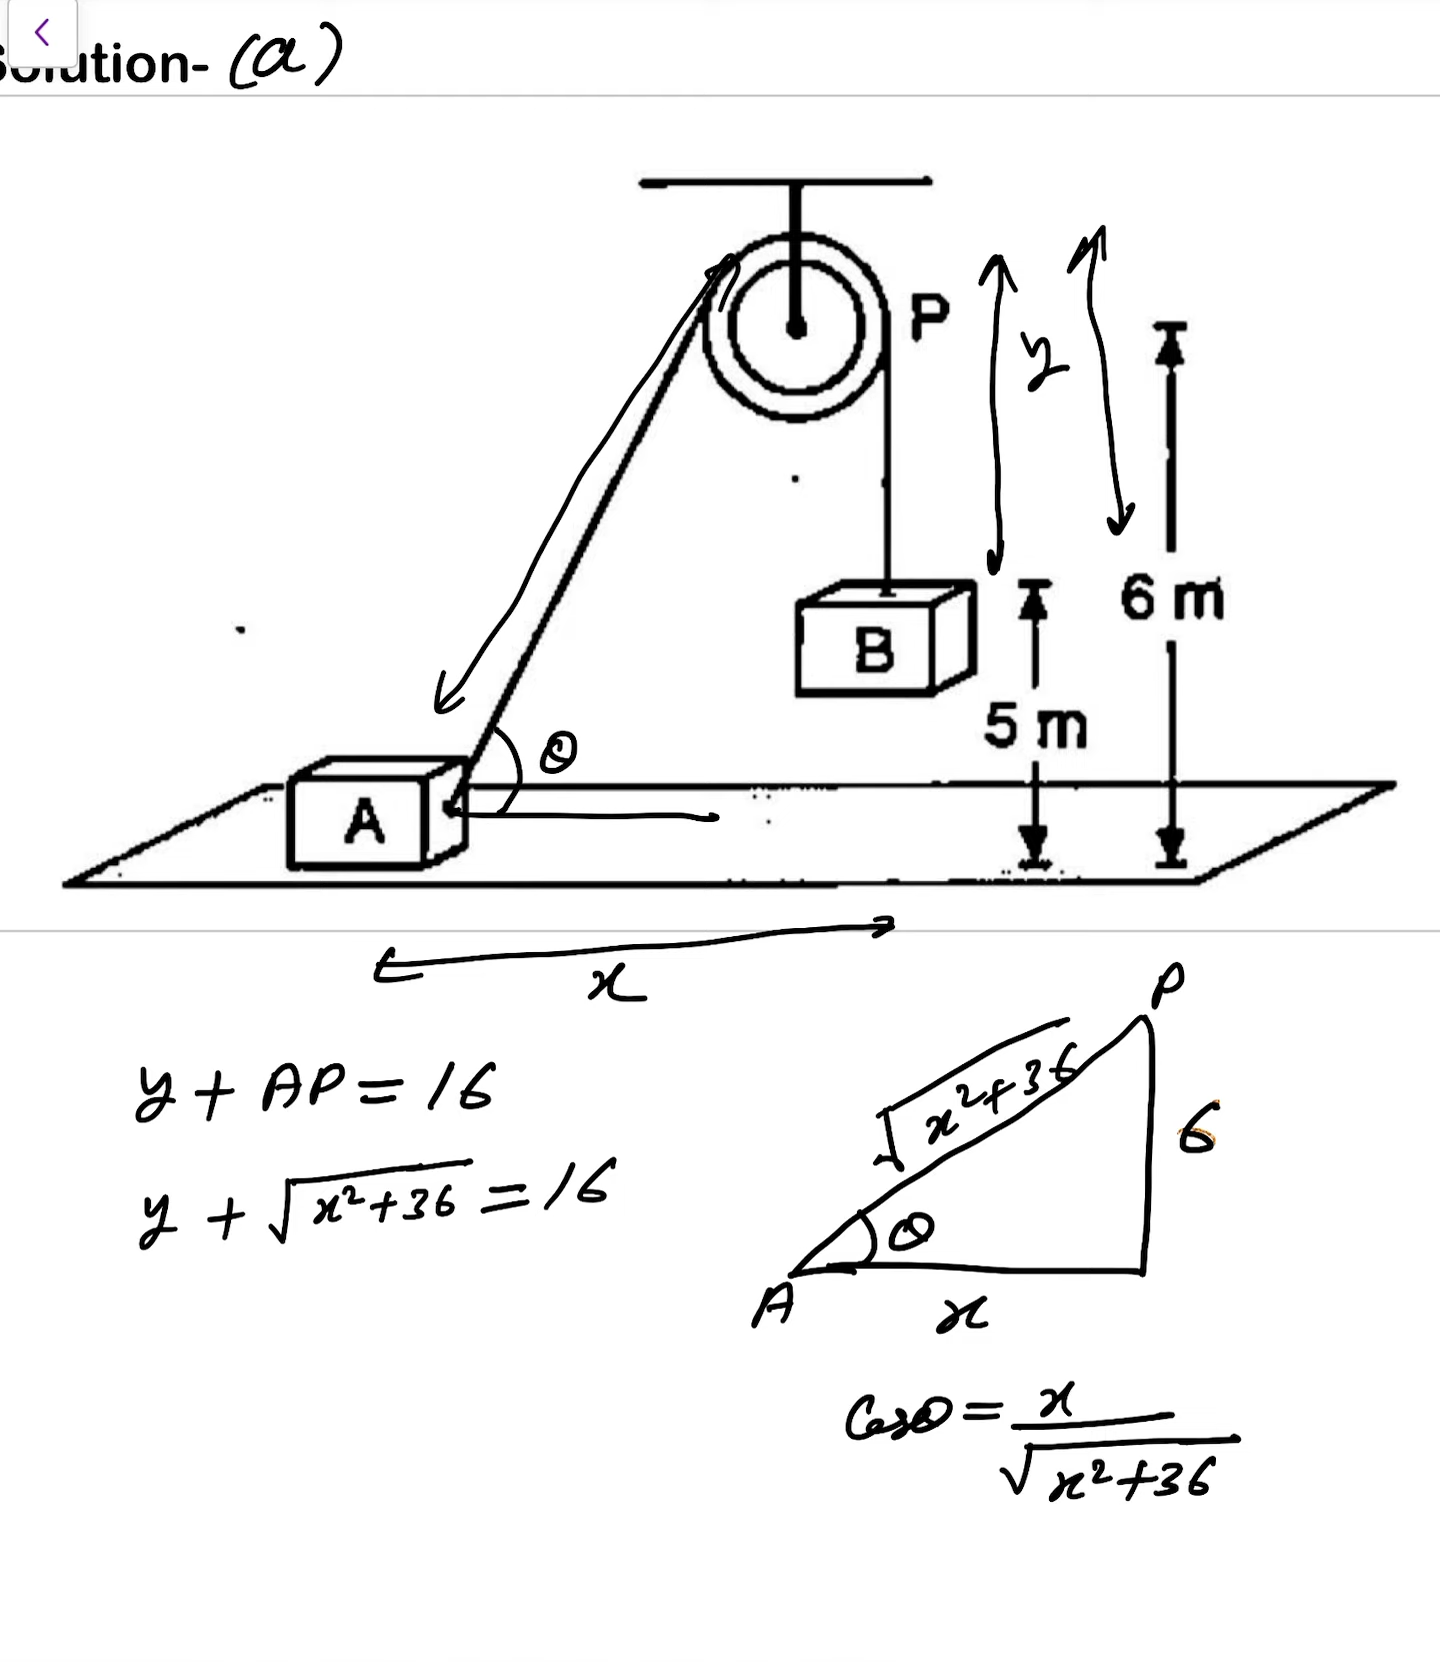 Solution- (a)
P
y
6 m
B
5 m
θ
A
x
P
y + AP = 16
√x²+36
6
y + √x²+36 = 16
θ
A
x
Cosθ = x / √x²+36